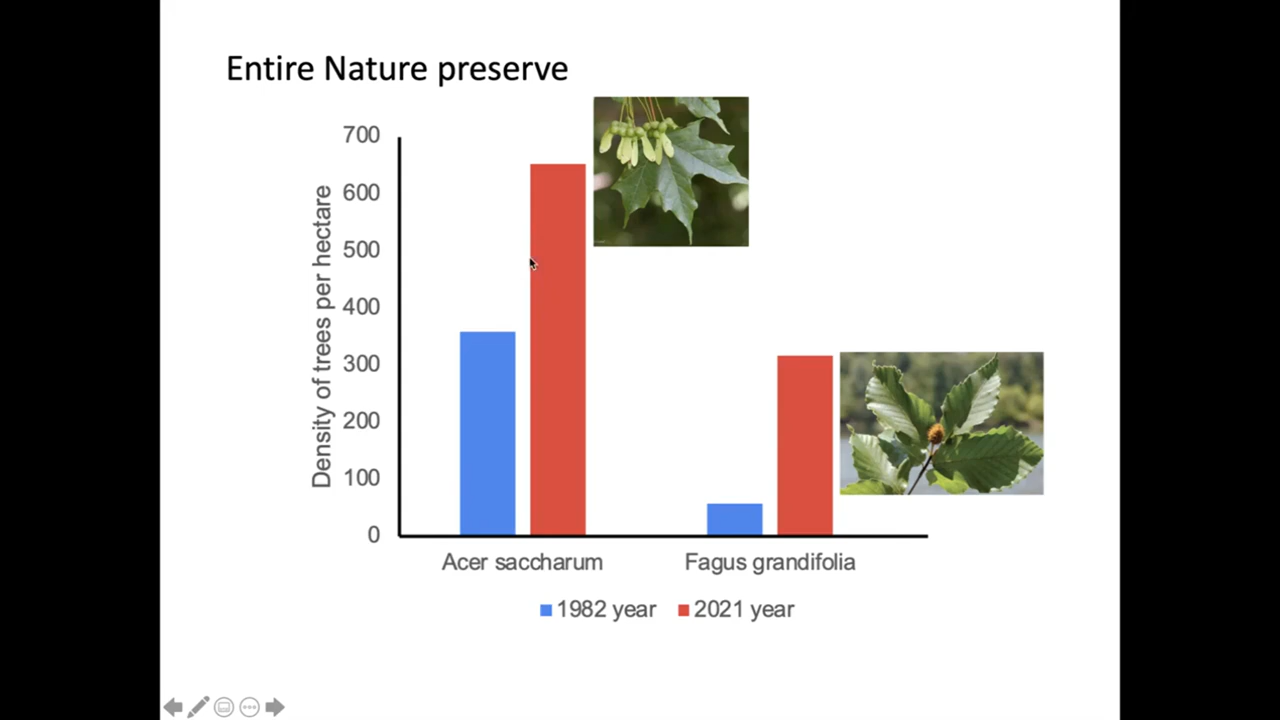 Entire Nature preserve
700
600
500
400
300
200
100
0
Density of trees per hectare
Acer saccharum
Fagus grandifolia
1982 year
2021 year